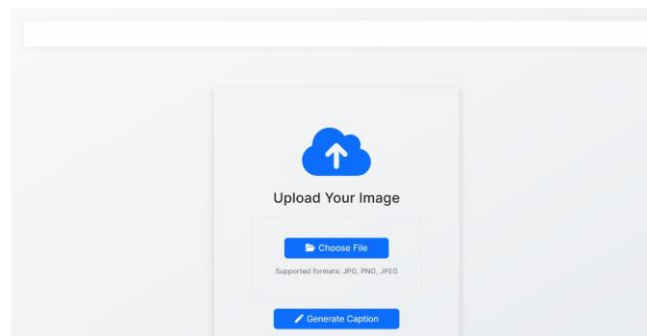 Upload Your Image
Choose File
Supported formats: JPG, PNG, JPEG
Generate Caption